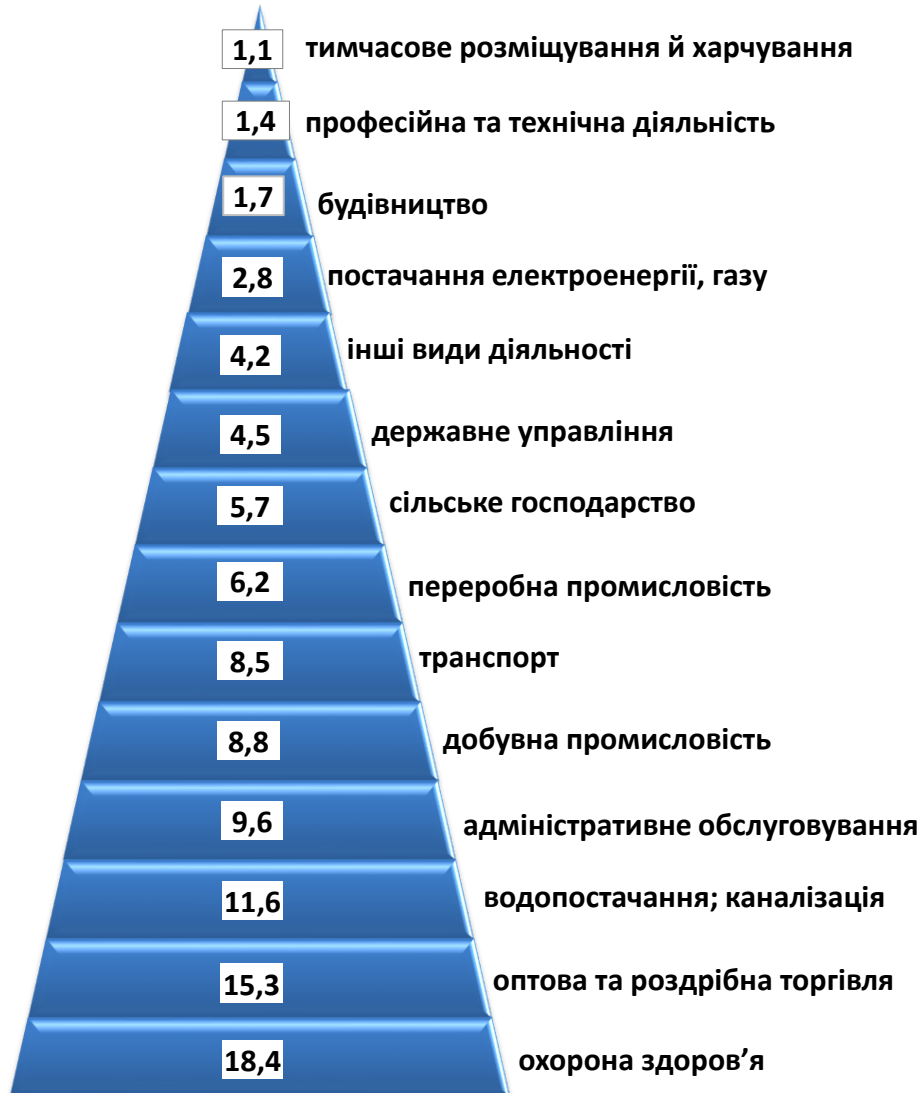 1,1 тимчасове розміщування й харчування
1,4 професійна та технічна діяльність
1,7 будівництво
2,8 постачання електроенергії, газу
4,2 інші види діяльності
4,5 державне управління
5,7 сільське господарство
6,2 переробна промисловість
8,5 транспорт
8,8 добувна промисловість
9,6 адміністративне обслуговування
11,6 водопостачання; каналізація
15,3 оптова та роздрібна торгівля
18,4 охорона здоров’я